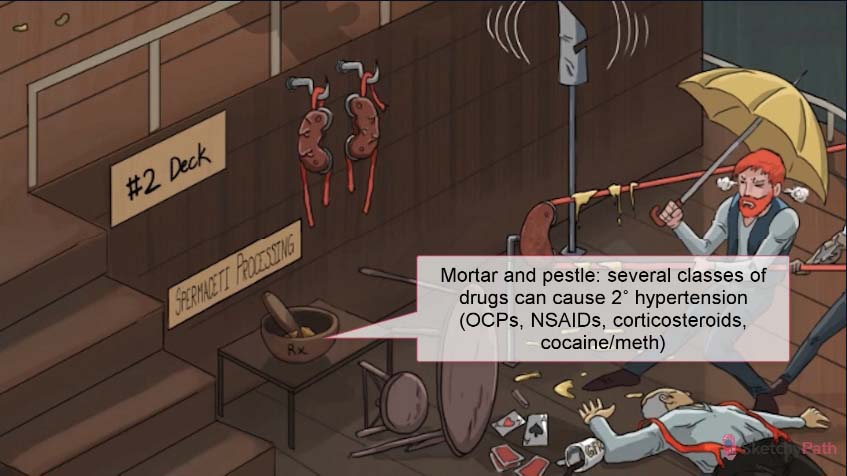 #2 Deck
SPERMACETI PROCESSING
Rx
Mortar and pestle: several classes of
drugs can cause 2° hypertension
(OCPs, NSAIDs, corticosteroids,
cocaine/meth)
SketchyPath